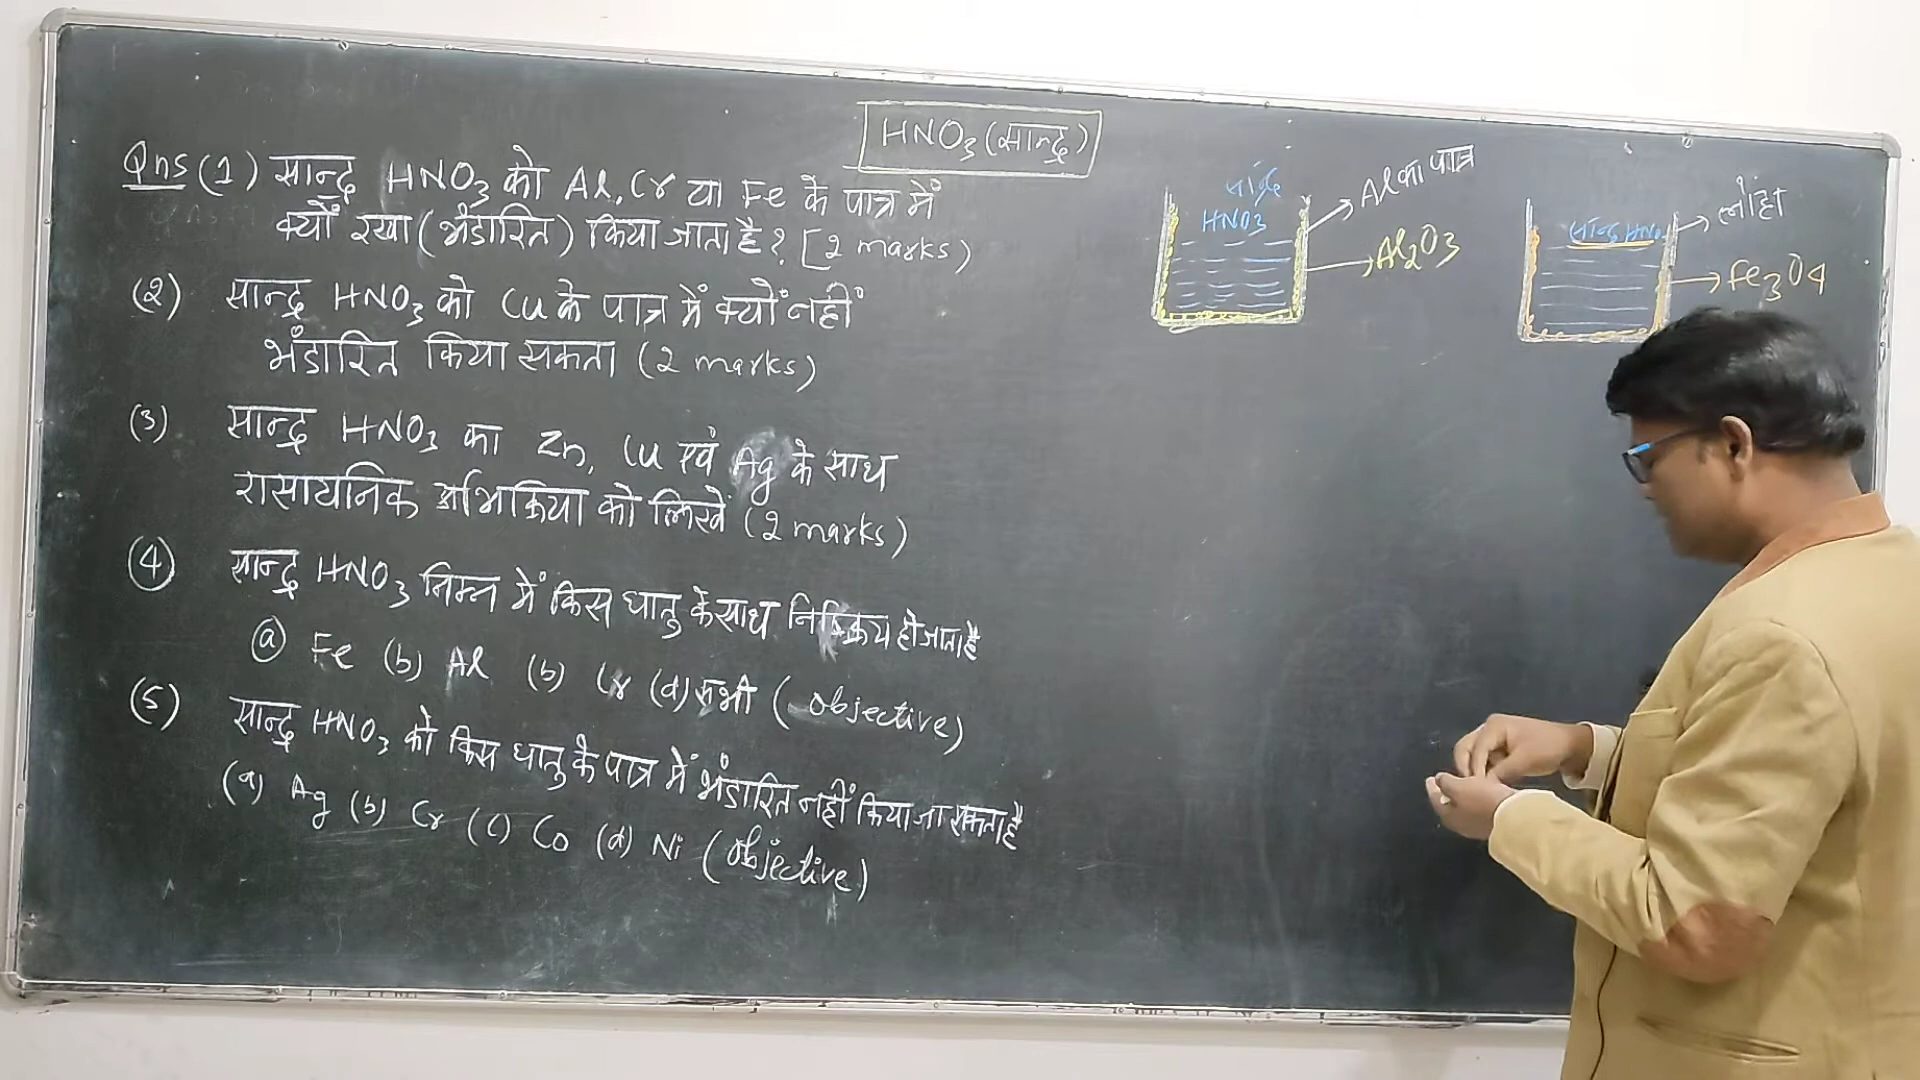 HNO3 (सान्द्र)
Qns (1) सान्द्र HNO3 को Al, Cr या Fe के पात्र में
क्यों रखा (भंडारित) किया जाता है? [2 marks)
(2) सान्द्र HNO3 को Cu के पात्र में क्यों नहीं
भंडारित किया सकता (2 marks)
(3) सान्द्र HNO3 का Zn, Cu एवं Ag के साथ
रासायनिक अभिक्रिया को लिखें (2 marks)
(4) सान्द्र HNO3 निम्न में किस धातु के साथ निष्क्रिय हो जाता है
(a) Fe (b) Al (b) Cr (d) सभी (objective)
(5) सान्द्र HNO3 को किस धातु के पात्र में भंडारित नहीं किया जा सकता है
(a) Ag (b) Cr (c) Co (d) Ni (objective)
सान्द्र
HNO3
Al का पात्र
Al2O3
सान्द्र HNO3
लोहा
Fe3O4